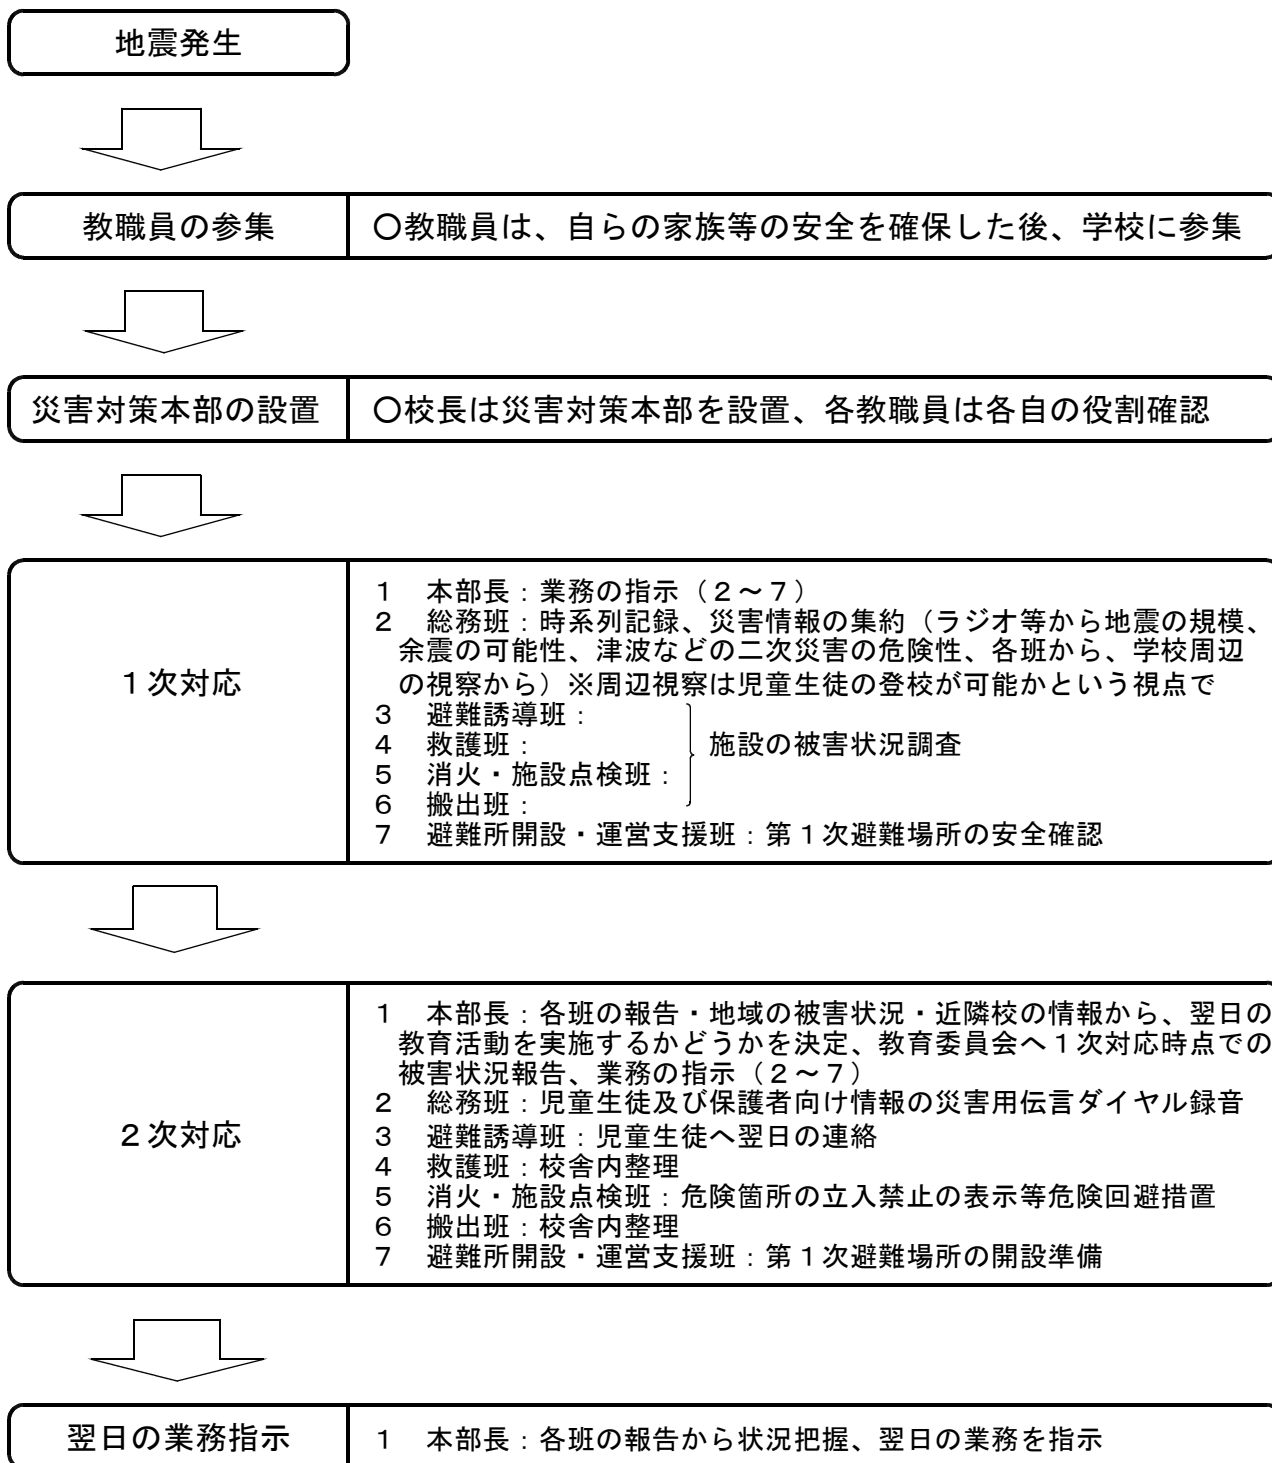 地震発生
教職員の参集
○教職員は、自らの家族等の安全を確保した後、学校に参集
災害対策本部の設置
○校長は災害対策本部を設置、各教職員は各自の役割確認
１次対応
１　本部長：業務の指示（２～７）
２　総務班：時系列記録、災害情報の集約（ラジオ等から地震の規模、
余震の可能性、津波などの二次災害の危険性、各班から、学校周辺
の視察から）※周辺視察は児童生徒の登校が可能かという視点で
３　避難誘導班：
４　救護班：
施設の被害状況調査
５　消火・施設点検班：
６　搬出班：
７　避難所開設・運営支援班：第１次避難場所の安全確認
２次対応
１　本部長：各班の報告・地域の被害状況・近隣校の情報から、翌日の
教育活動を実施するかどうかを決定、教育委員会へ１次対応時点での
被害状況報告、業務の指示（２～７）
２　総務班：児童生徒及び保護者向け情報の災害用伝言ダイヤル録音
３　避難誘導班：児童生徒へ翌日の連絡
４　救護班：校舎内整理
５　消火・施設点検班：危険箇所の立入禁止の表示等危険回避措置
６　搬出班：校舎内整理
７　避難所開設・運営支援班：第１次避難場所の開設準備
翌日の業務指示
１　本部長：各班の報告から状況把握、翌日の業務を指示